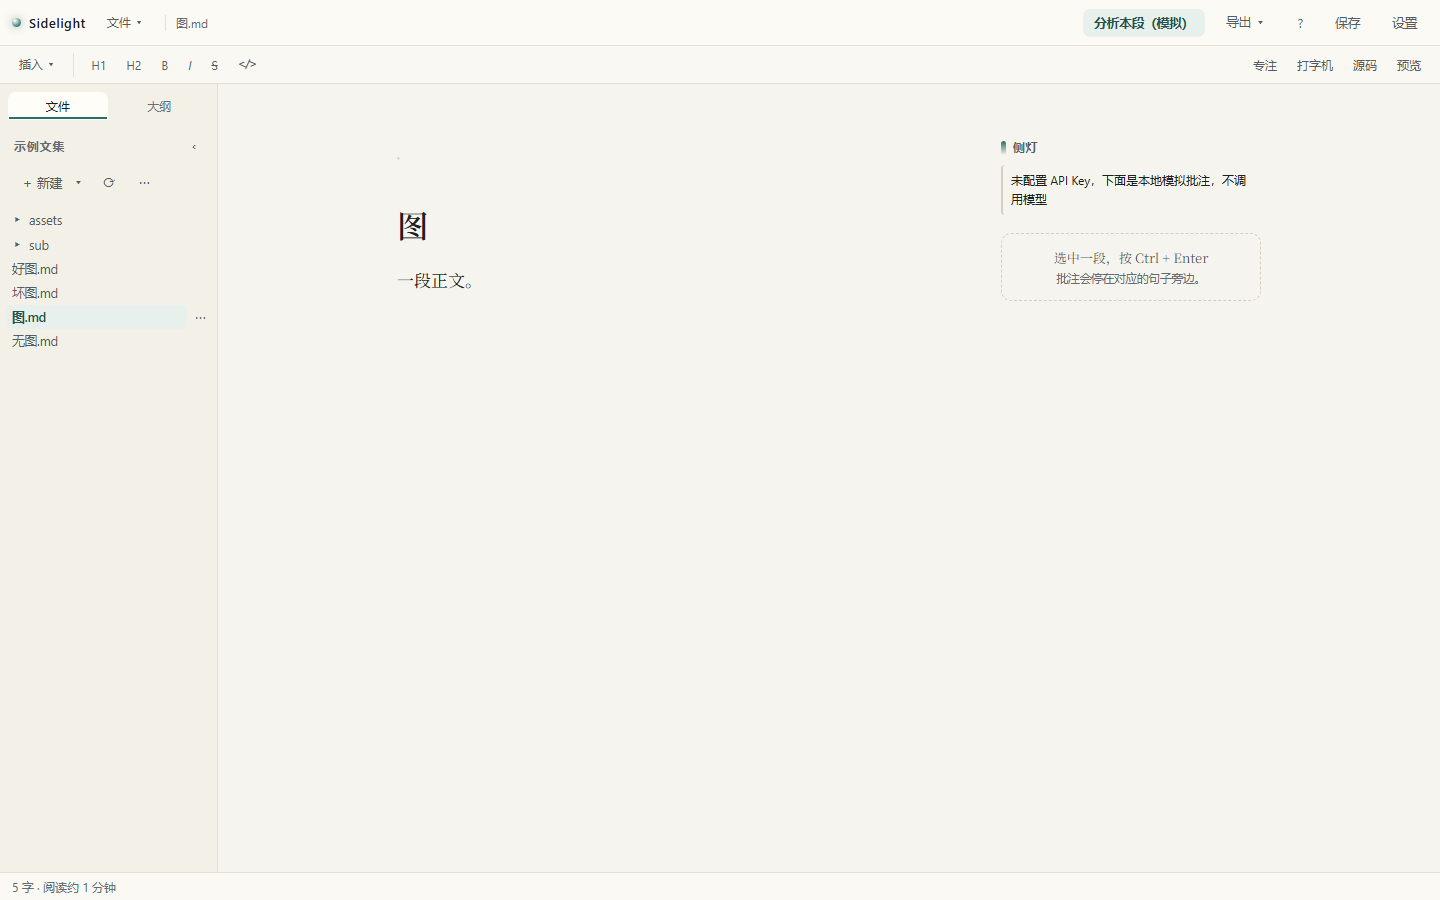 Sidelight 文件 ▾ 图.md 分析本段（模拟） 导出 ▾ ? 保存 设置
插入 ▾ H1 H2 B I S </> 专注 打字机 源码 预览
文件 大纲
示例文集 ‹
+ 新建 ▾ ⟳ ···
▸ assets
▸ sub
好图.md
坏图.md
图.md ···
无图.md
图
一段正文。
侧灯
未配置 API Key，下面是本地模拟批注，不调
用模型
选中一段，按 Ctrl + Enter
批注会停在对应的句子旁边。
5 字 · 阅读约 1 分钟